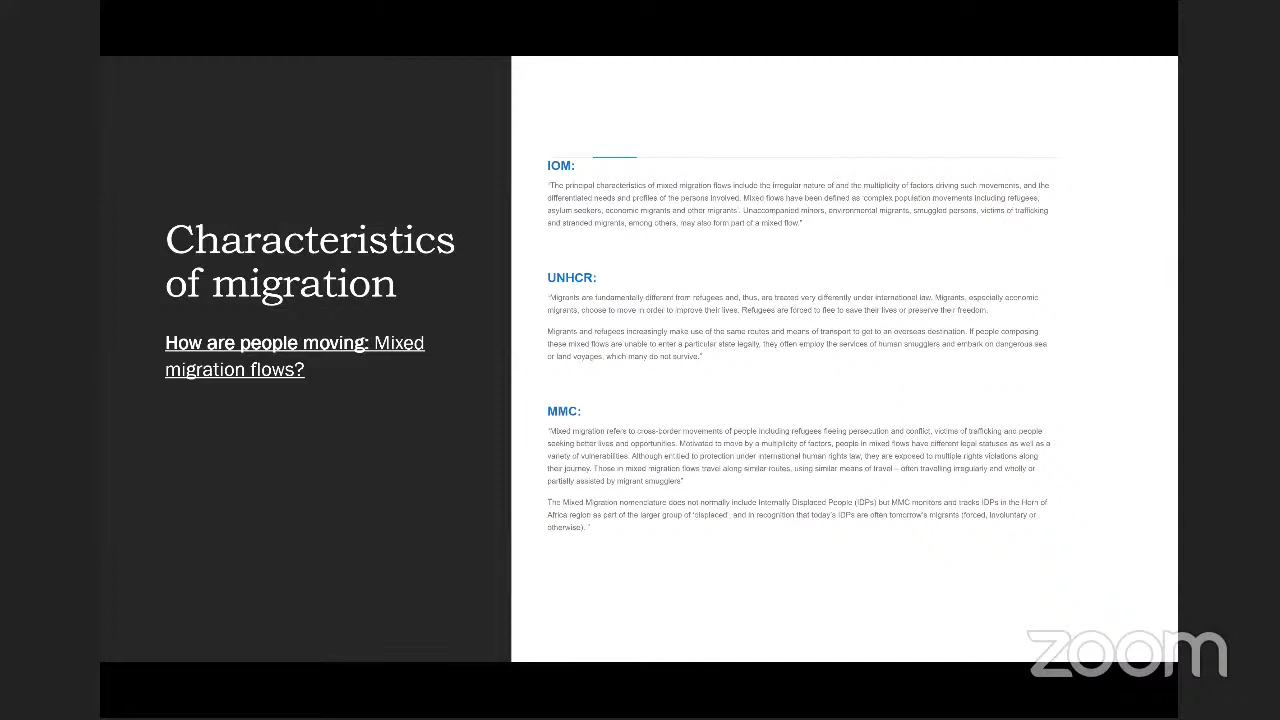 Characteristics
of migration
How are people moving: Mixed
migration flows?
IOM:
"The principal characteristics of mixed migration flows include the irregular nature of and the multiplicity of factors driving such movements, and the
differentiated needs and profiles of the persons involved. Mixed flows have been defined as 'complex population movements including refugees,
asylum seekers, economic migrants and other migrants'. Unaccompanied minors, environmental migrants, smuggled persons, victims of trafficking
and stranded migrants, among others, may also form part of a mixed flow."
UNHCR:
"Migrants are fundamentally different from refugees and, thus, are treated very differently under international law. Migrants, especially economic
migrants, choose to move in order to improve their lives. Refugees are forced to flee to save their lives or preserve their freedom.
Migrants and refugees increasingly make use of the same routes and means of transport to get to an overseas destination. If people composing
these mixed flows are unable to enter a particular state legally, they often employ the services of human smugglers and embark on dangerous sea
or land voyages, which many do not survive."
MMC:
"Mixed migration refers to cross-border movements of people including refugees fleeing persecution and conflict, victims of trafficking and people
seeking better lives and opportunities. Motivated to move by a multiplicity of factors, people in mixed flows have different legal statuses as well as a
variety of vulnerabilities. Although entitled to protection under international human rights law, they are exposed to multiple rights violations along
their journey. Those in mixed migration flows travel along similar routes, using similar means of travel – often travelling irregularly and wholly or
partially assisted by migrant smugglers"
The Mixed Migration nomenclature does not normally include Internally Displaced People (IDPs) but MMC monitors and tracks IDPs in the Horn of
Africa region as part of the larger group of 'displaced', and in recognition that today's IDPs are often tomorrow's migrants (forced, involuntary or
otherwise). "
zoom